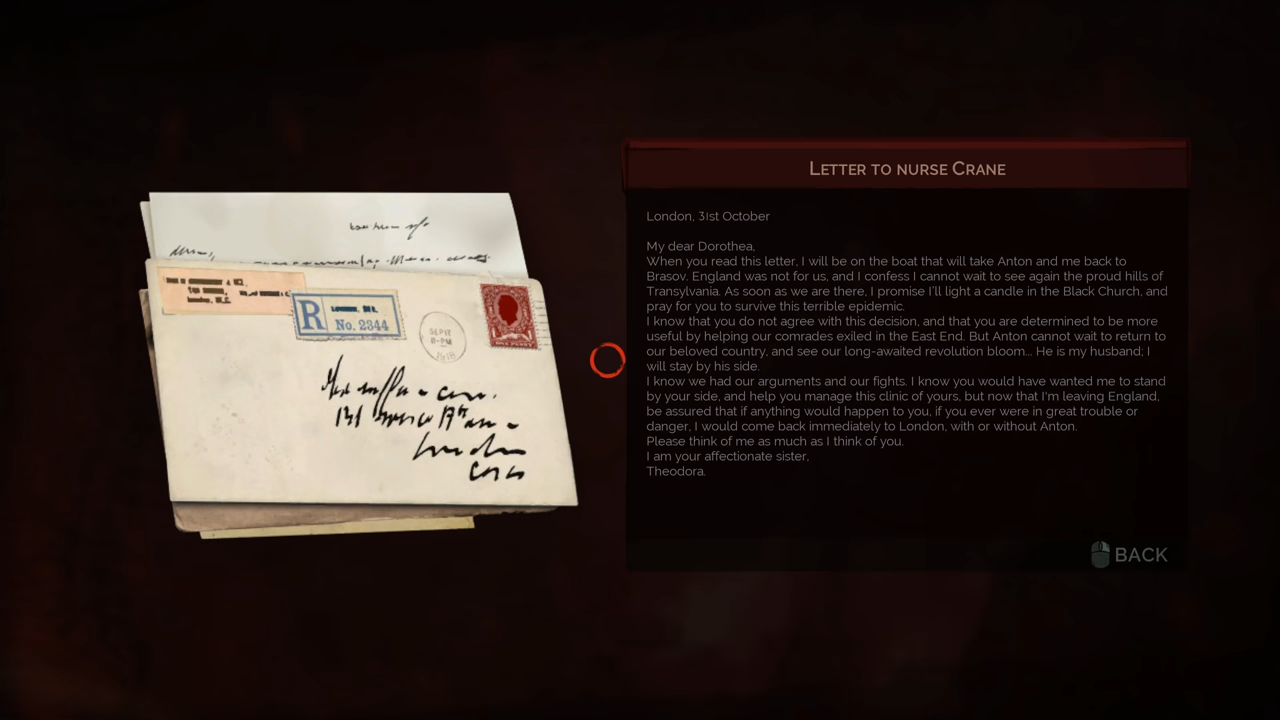 LETTER TO NURSE CRANE
London, 31st October
My dear Dorothea,
When you read this letter, I will be on the boat that will take Anton and me back to
Brasov. England was not for us, and I confess I cannot wait to see again the proud hills of
Transylvania. As soon as we are there, I promise I'll light a candle in the Black Church, and
pray for you to survive this terrible epidemic.
I know that you do not agree with this decision, and that you are determined to be more
useful by helping our comrades exiled in the East End. But Anton cannot wait to return to
our beloved country, and see our long-awaited revolution bloom... He is my husband; I
will stay by his side.
I know we had our arguments and our fights. I know you would have wanted me to stand
by your side, and help you manage this clinic of yours, but now that I'm leaving England,
be assured that if anything would happen to you, if you ever were in great trouble or
danger, I would come back immediately to London, with or without Anton.
Please think of me as much as I think of you.
I am your affectionate sister,
Theodora.
BACK
R
No. 2344
SEP 12
8-PM
1918
ONE PENNY
London, W.C.